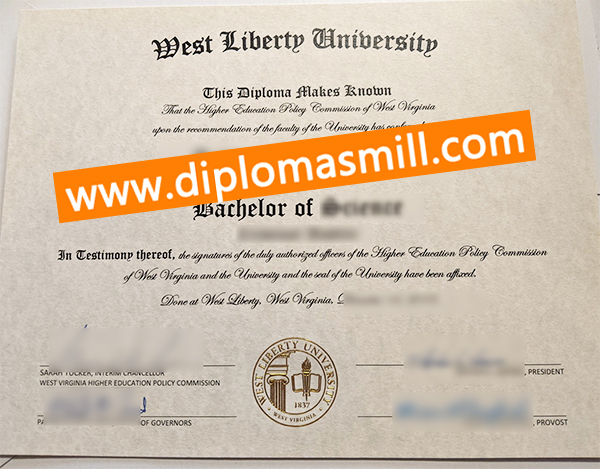 West Liberty University
This Diploma Makes Known
That the Higher Education Policy Commission of West Virginia
upon the recommendation of the faculty of the University has
www.diplomasmill.com
Bachelor of Science
In Testimony thereof, the signatures of the duly authorized officers of the Higher Education Policy Commission
of West Virginia and the University and the seal of the University have been affixed.
Done at West Liberty, West Virginia,
SARAH TUCKER, INTERIM CHANCELLOR
WEST VIRGINIA HIGHER EDUCATION POLICY COMMISSION
WEST LIBERTY UNIVERSITY
1837
WEST VIRGINIA
, PRESIDENT
OF GOVERNORS
, PROVOST